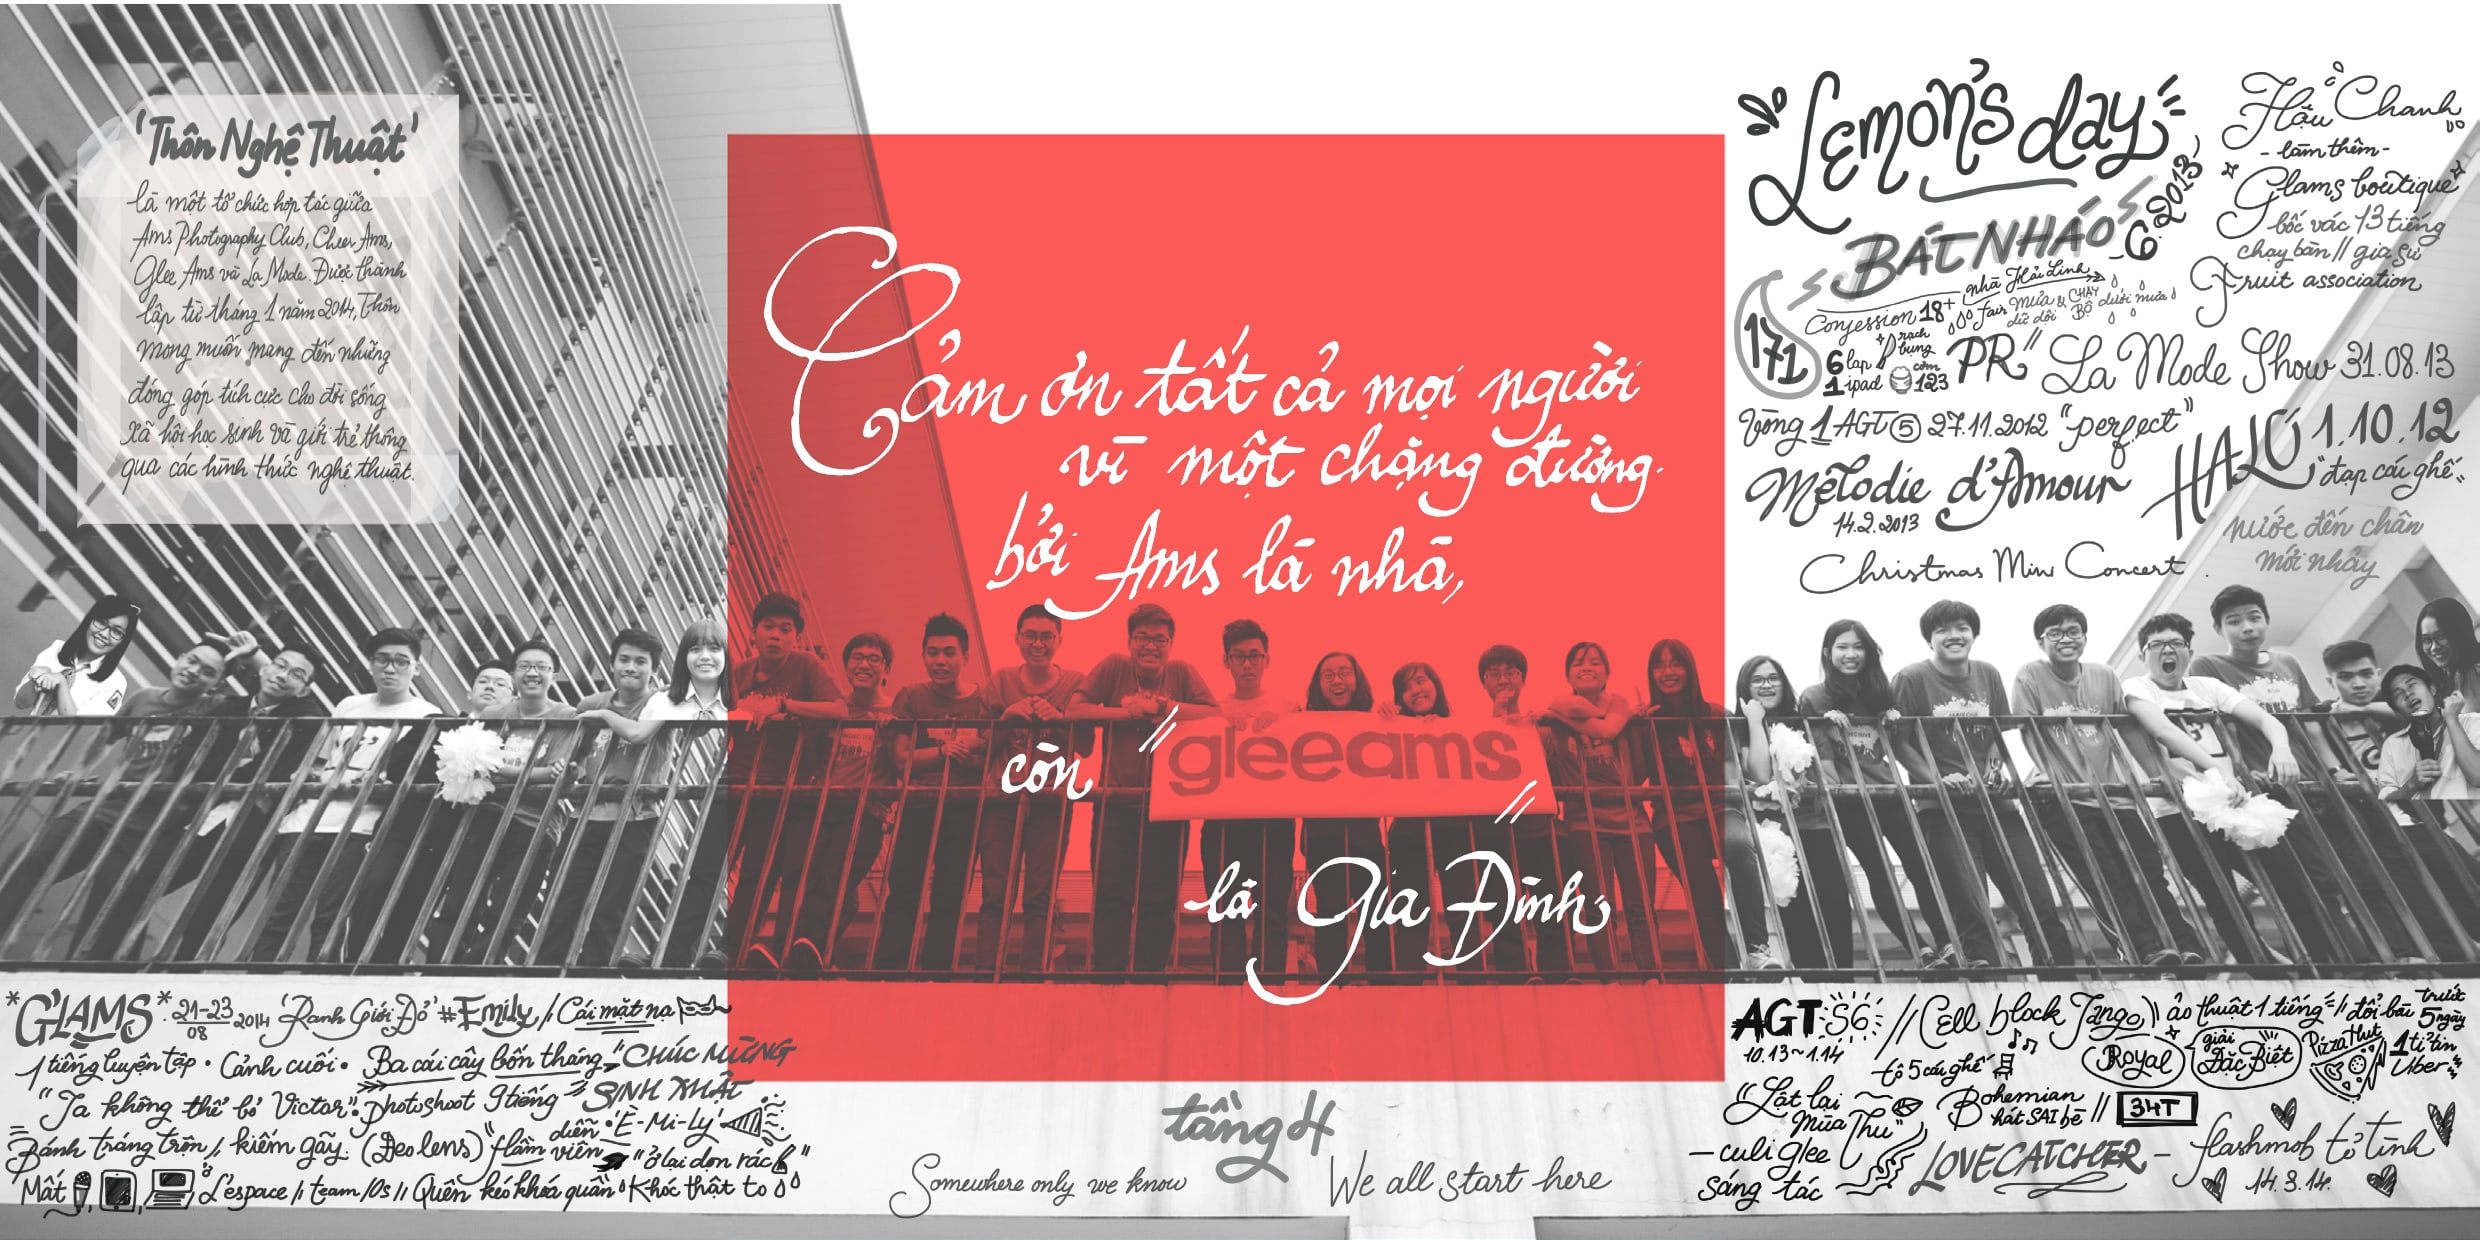 'Thôn Nghệ Thuật'
là một tổ chức hợp tác giữa
Ams Photography Club, Cheer Ams,
Glee Ams và La Mode. Được thành
lập từ tháng 1 năm 2014, Thôn
mong muốn mang đến những
đóng góp tích cực cho đời sống
xã hội học sinh và giới trẻ thông
qua các hình thức nghệ thuật.
Cảm ơn tất cả mọi người
vì một chặng đường.
bởi Ams là nhà,
còn "gleeams"
là Gia Đình
Lemon's day
6.2013
BÁT NHÁO
nhà Hải Linh
171
Confession 18+
fair mưa & CHẠY BỘ dưới mưa
dữ dội
6 lap
1 ipad
rạch bụng
cơm 123
PR "La Mode Show 31.08.13
Vòng 1 AGT 5 27.11.2012 "perfect"
Mélodie d'Amour
14.2.2013
HALÚ 1.10.12
"đạp cái ghế"
nước đến chân
mới nhảy
Christmas Mini Concert
Hậu Chanh
- làm thêm -
Glams boutique
bốc vác 13 tiếng
chạy bàn // gia sư
Fruit association
*G'LAMS* 21-23 08 2014 'Ranh Giới Đỏ' #Emily // Cái mặt nạ
1 tiếng luyện tập • Cảnh cuối • Ba cái cây bốn tháng "CHÚC MỪNG
SINH NHẬT
"Ta không thể bỏ Victor" photoshoot 9 tiếng
'È-Mi-Ly'
Bánh tráng trộn // kiếm gãy. (Đeo lens) "flầm viên
diễn
"ở lại dọn rác"
Mất L'espace // team 10s // Quên kéo khóa quần Khóc thật to
tầng 4
Somewhere only we know
We all start here
AGT S6 // Cell block Tango // ảo thuật 1 tiếng // đổi bài trước 5 ngày
10.13~1.14
tô 5 cái ghế
Royal
giải Đặc Biệt
Pizza Hut
1 tỉ tin Viber
"Lật lại Mùa Thu"
Bohemian
hát SAI bè // 34T
– culi glee
sáng tác
LOVECATCHER – flashmob tỏ tình
14.3.14.